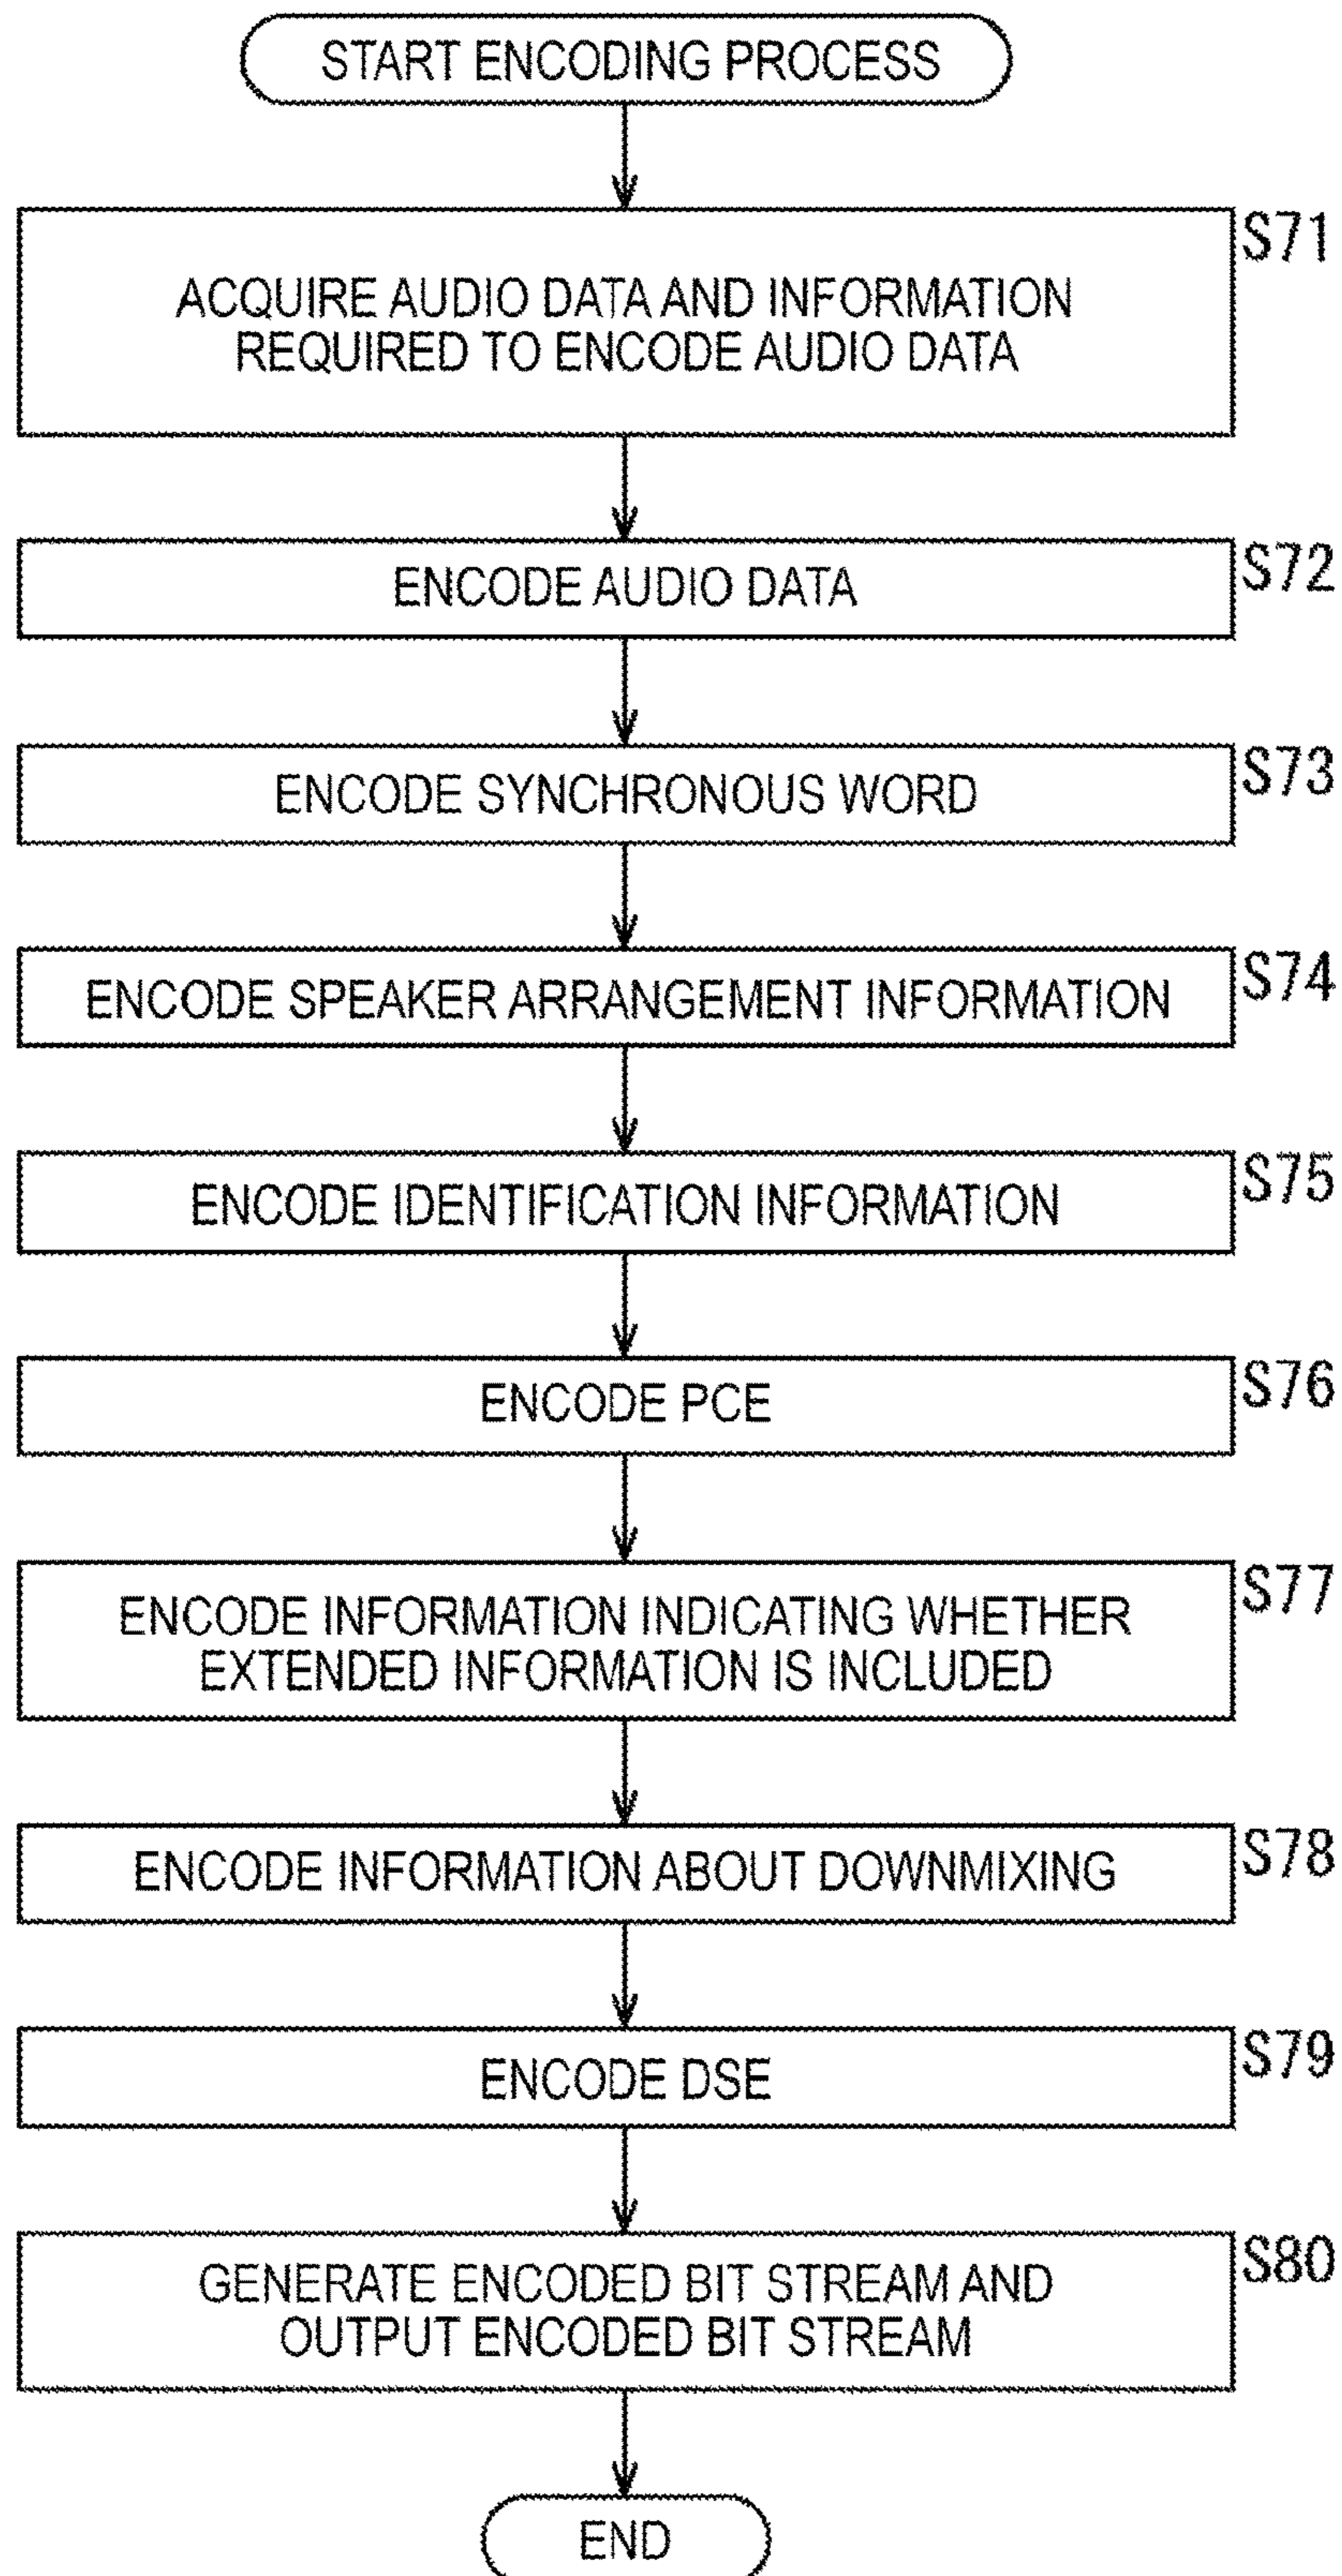 START ENCODING PROCESS
S71
ACQUIRE AUDIO DATA AND INFORMATION
REQUIRED TO ENCODE AUDIO DATA
S72
ENCODE AUDIO DATA
S73
ENCODE SYNCHRONOUS WORD
S74
ENCODE SPEAKER ARRANGEMENT INFORMATION
S75
ENCODE IDENTIFICATION INFORMATION
S76
ENCODE PCE
S77
ENCODE INFORMATION INDICATING WHETHER
EXTENDED INFORMATION IS INCLUDED
S78
ENCODE INFORMATION ABOUT DOWNMIXING
S79
ENCODE DSE
S80
GENERATE ENCODED BIT STREAM AND
OUTPUT ENCODED BIT STREAM
END